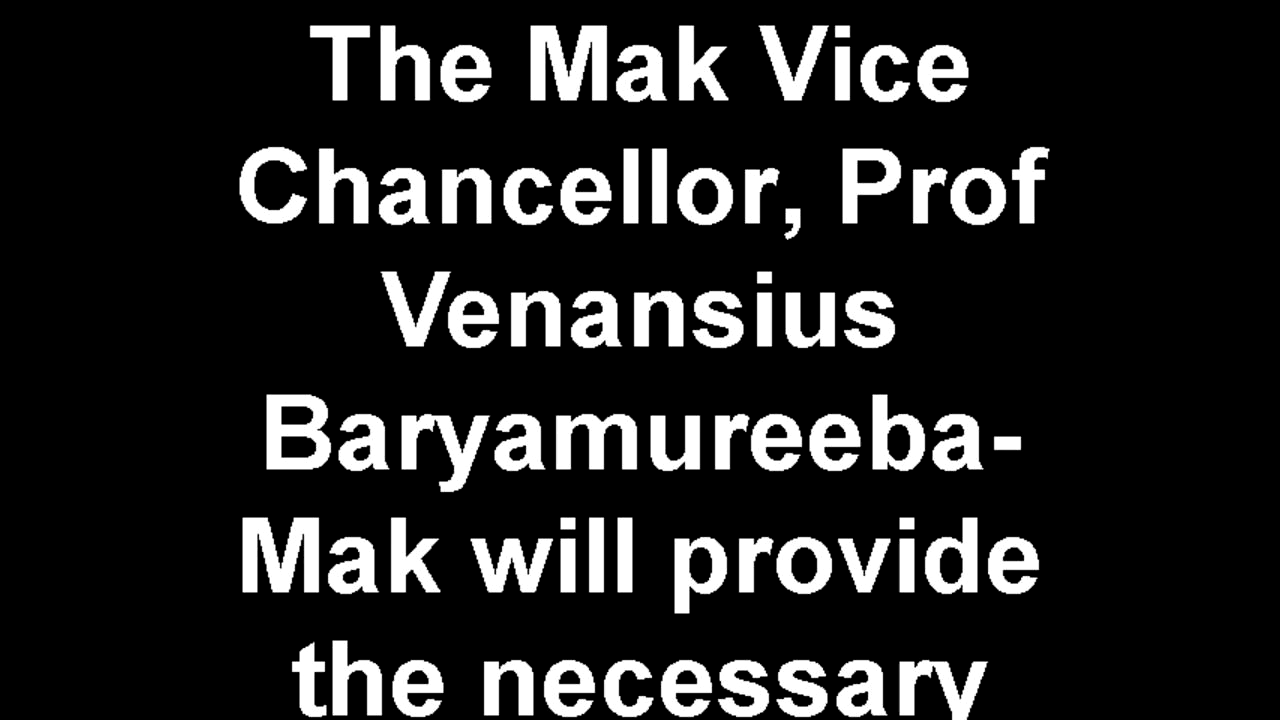 The Mak Vice
Chancellor, Prof
Venansius
Baryamureeba-
Mak will provide
the necessary